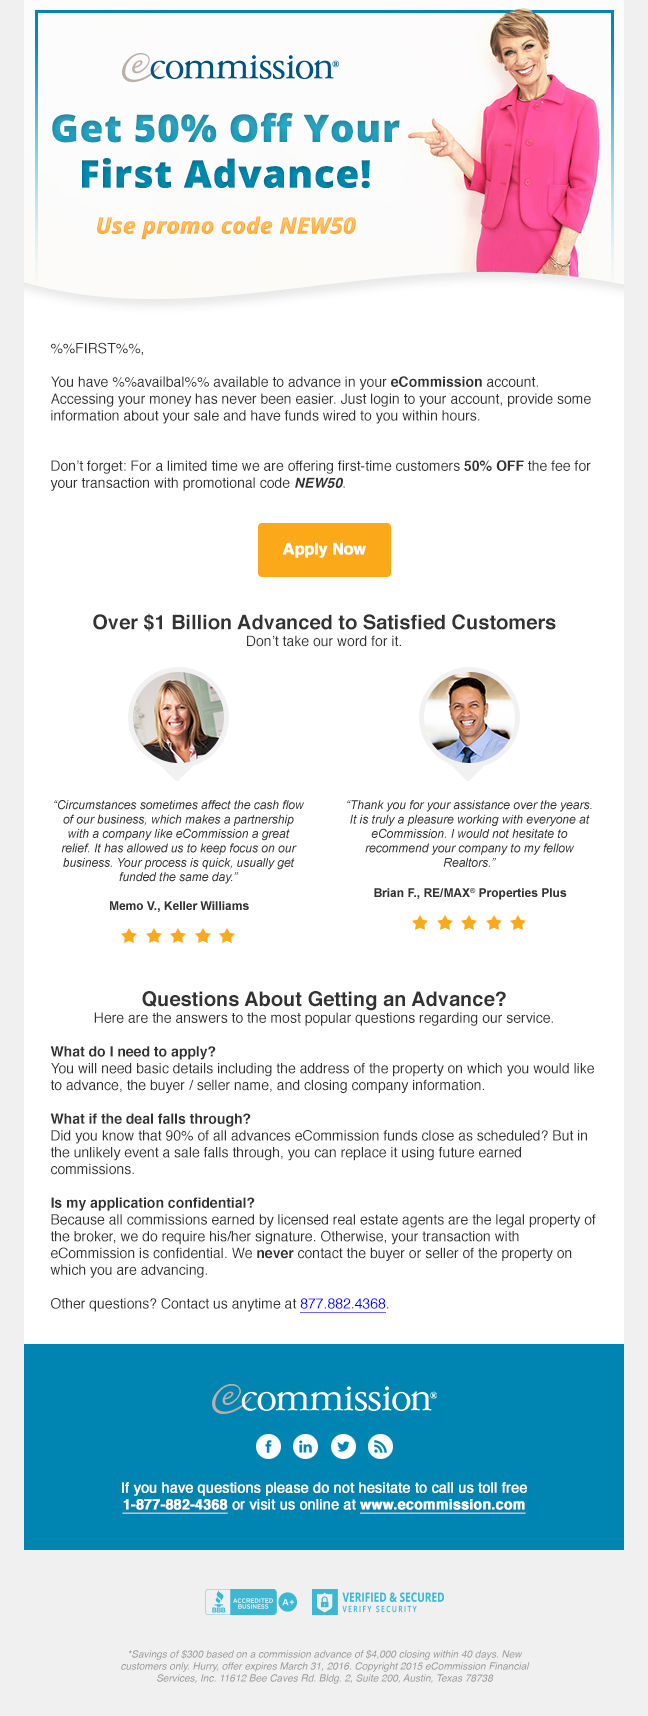 ecommission®
Get 50% Off Your
First Advance!
Use promo code NEW50
%%FIRST%%,
You have %%availbal%% available to advance in your eCommission account.
Accessing your money has never been easier. Just login to your account, provide some
information about your sale and have funds wired to you within hours.
Don't forget: For a limited time we are offering first-time customers 50% OFF the fee for
your transaction with promotional code NEW50.
Apply Now
Over $1 Billion Advanced to Satisfied Customers
Don't take our word for it.
“Circumstances sometimes affect the cash flow
of our business, which makes a partnership
with a company like eCommission a great
relief. It has allowed us to keep focus on our
business. Your process is quick, usually get
funded the same day.”
Memo V., Keller Williams
“Thank you for your assistance over the years.
It is truly a pleasure working with everyone at
eCommission. I would not hesitate to
recommend your company to my fellow
Realtors.”
Brian F., RE/MAX® Properties Plus
Questions About Getting an Advance?
Here are the answers to the most popular questions regarding our service.
What do I need to apply?
You will need basic details including the address of the property on which you would like
to advance, the buyer / seller name, and closing company information.
What if the deal falls through?
Did you know that 90% of all advances eCommission funds close as scheduled? But in
the unlikely event a sale falls through, you can replace it using future earned
commissions.
Is my application confidential?
Because all commissions earned by licensed real estate agents are the legal property of
the broker, we do require his/her signature. Otherwise, your transaction with
eCommission is confidential. We never contact the buyer or seller of the property on
which you are advancing.
Other questions? Contact us anytime at 877.882.4368.
ecommission®
If you have questions please do not hesitate to call us toll free
1-877-882-4368 or visit us online at www.ecommission.com
BBB
ACCREDITED
BUSINESS
A+
VERIFIED & SECURED
VERIFY SECURITY
*Savings of $300 based on a commission advance of $4,000 closing within 40 days. New
customers only. Hurry, offer expires March 31, 2016. Copyright 2015 eCommission Financial
Services, Inc. 11612 Bee Caves Rd. Bldg. 2, Suite 200, Austin, Texas 78738